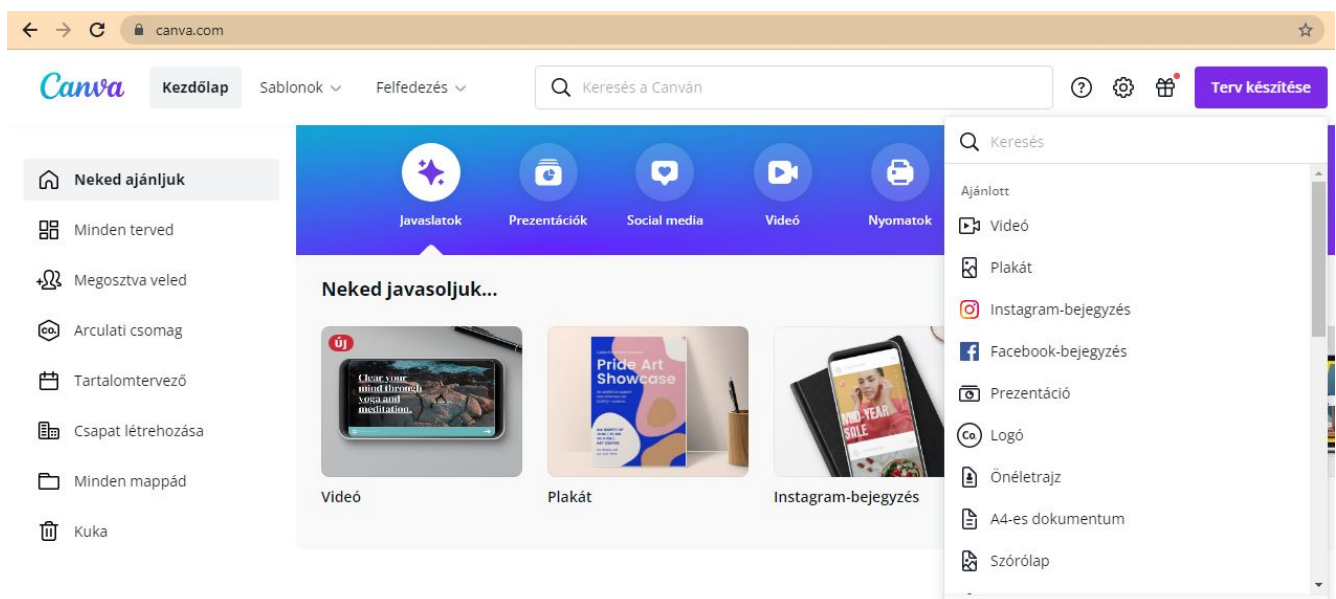 canva.com
Canva Kezdőlap Sablonok Felfedezés Keresés a Canván Terv készítése
Neked ajánljuk
Minden terved
Megosztva veled
Arculati csomag
Tartalomtervező
Csapat létrehozása
Minden mappád
Kuka
Javaslatok Prezentációk Social media Videó Nyomatok
Neked javasoljuk...
ÚJ
Clear your
mind through
yoga and
meditation.
Videó
Pride Art
Showcase
Plakát
MID-YEAR
SALE
Instagram-bejegyzés
Keresés
Ajánlott
Videó
Plakát
Instagram-bejegyzés
Facebook-bejegyzés
Prezentáció
Co. Logó
Önéletrajz
A4-es dokumentum
Szórólap